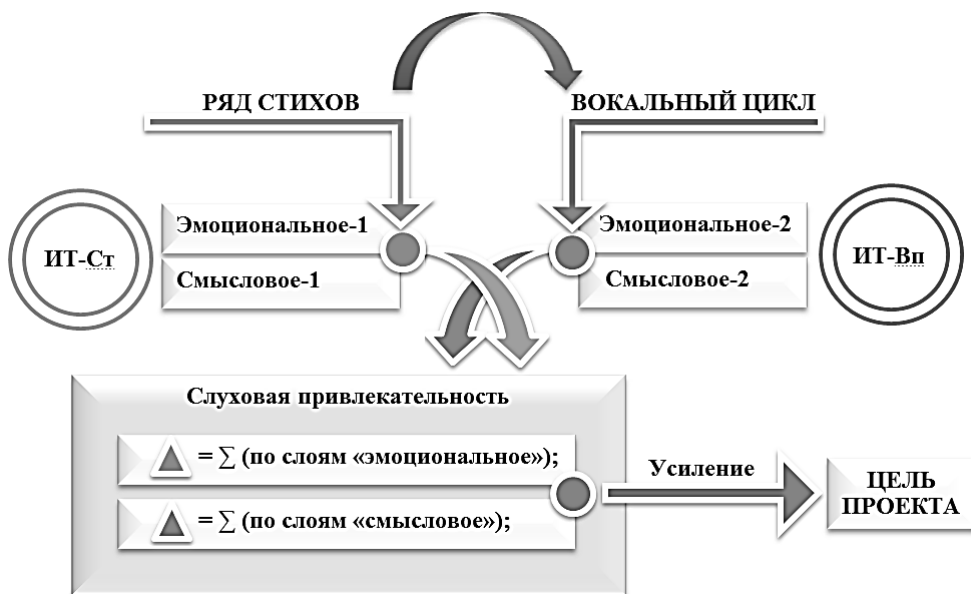 РЯД СТИХОВ
ВОКАЛЬНЫЙ ЦИКЛ
ИТ-Ст
Эмоциональное-1
Смысловое-1
Эмоциональное-2
Смысловое-2
ИТ-Вп
Слуховая привлекательность
= ∑ (по слоям «эмоциональное»);
= ∑ (по слоям «смысловое»);
Усиление
ЦЕЛЬ
ПРОЕКТА